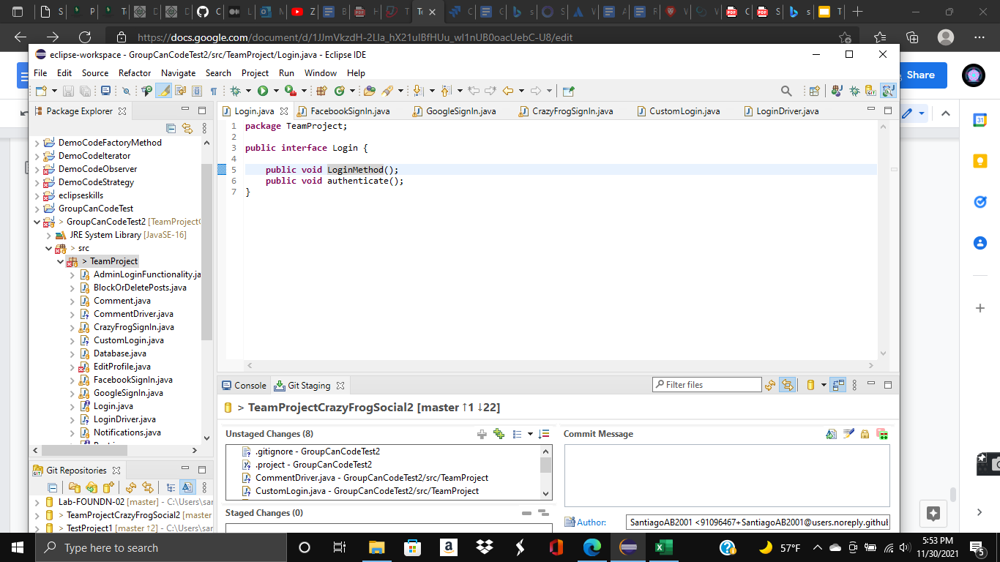 https://docs.google.com/document/d/1JJmVkzdH-2Lla_hX21ulBfHUu_wl1nUB0oacUebC-U8/edit
Share
eclipse-workspace - GroupCanCodeTest2/src/TeamProject/Login.java - Eclipse IDE
File Edit Source Refactor Navigate Search Project Run Window Help
Package Explorer
DemoCodeFactoryMethod
DemoCodeIterator
DemoCodeObserver
DemoCodeStrategy
eclipseskills
GroupCanCodeTest
> GroupCanCodeTest2 [TeamProject
JRE System Library [JavaSE-16]
> src
> TeamProject
AdminLoginFunctionality.ja
BlockOrDeletePosts.java
Comment.java
CommentDriver.java
CrazyFrogSignIn.java
CustomLogin.java
Database.java
EditProfile.java
FacebookSignIn.java
GoogleSignIn.java
Login.java
LoginDriver.java
Notifications.java
Login.java FacebookSignIn.java GoogleSignIn.java CrazyFrogSignIn.java CustomLogin.java LoginDriver.java
1 package TeamProject;
2
3 public interface Login {
4
5 public void LoginMethod();
6 public void authenticate();
7 }
Console Git Staging
Filter files
> TeamProjectCrazyFrogSocial2 [master ↑1 ↓22]
Unstaged Changes (8)
.gitignore - GroupCanCodeTest2
.project - GroupCanCodeTest2
CommentDriver.java - GroupCanCodeTest2/src/TeamProject
CustomLogin.java - GroupCanCodeTest2/src/TeamProject
Staged Changes (0)
Commit Message
Author: SantiagoAB2001 <91096467+SantiagoAB2001@users.noreply.githul
Git Repositories
Lab-FOUNDN-02 [master] - C:\Users\sar
> TeamProjectCrazyFrogSocial2 [master
> TestProject1 [master ↑2] - C:\Users\sar
Type here to search
57°F
5:53 PM
11/30/2021
5